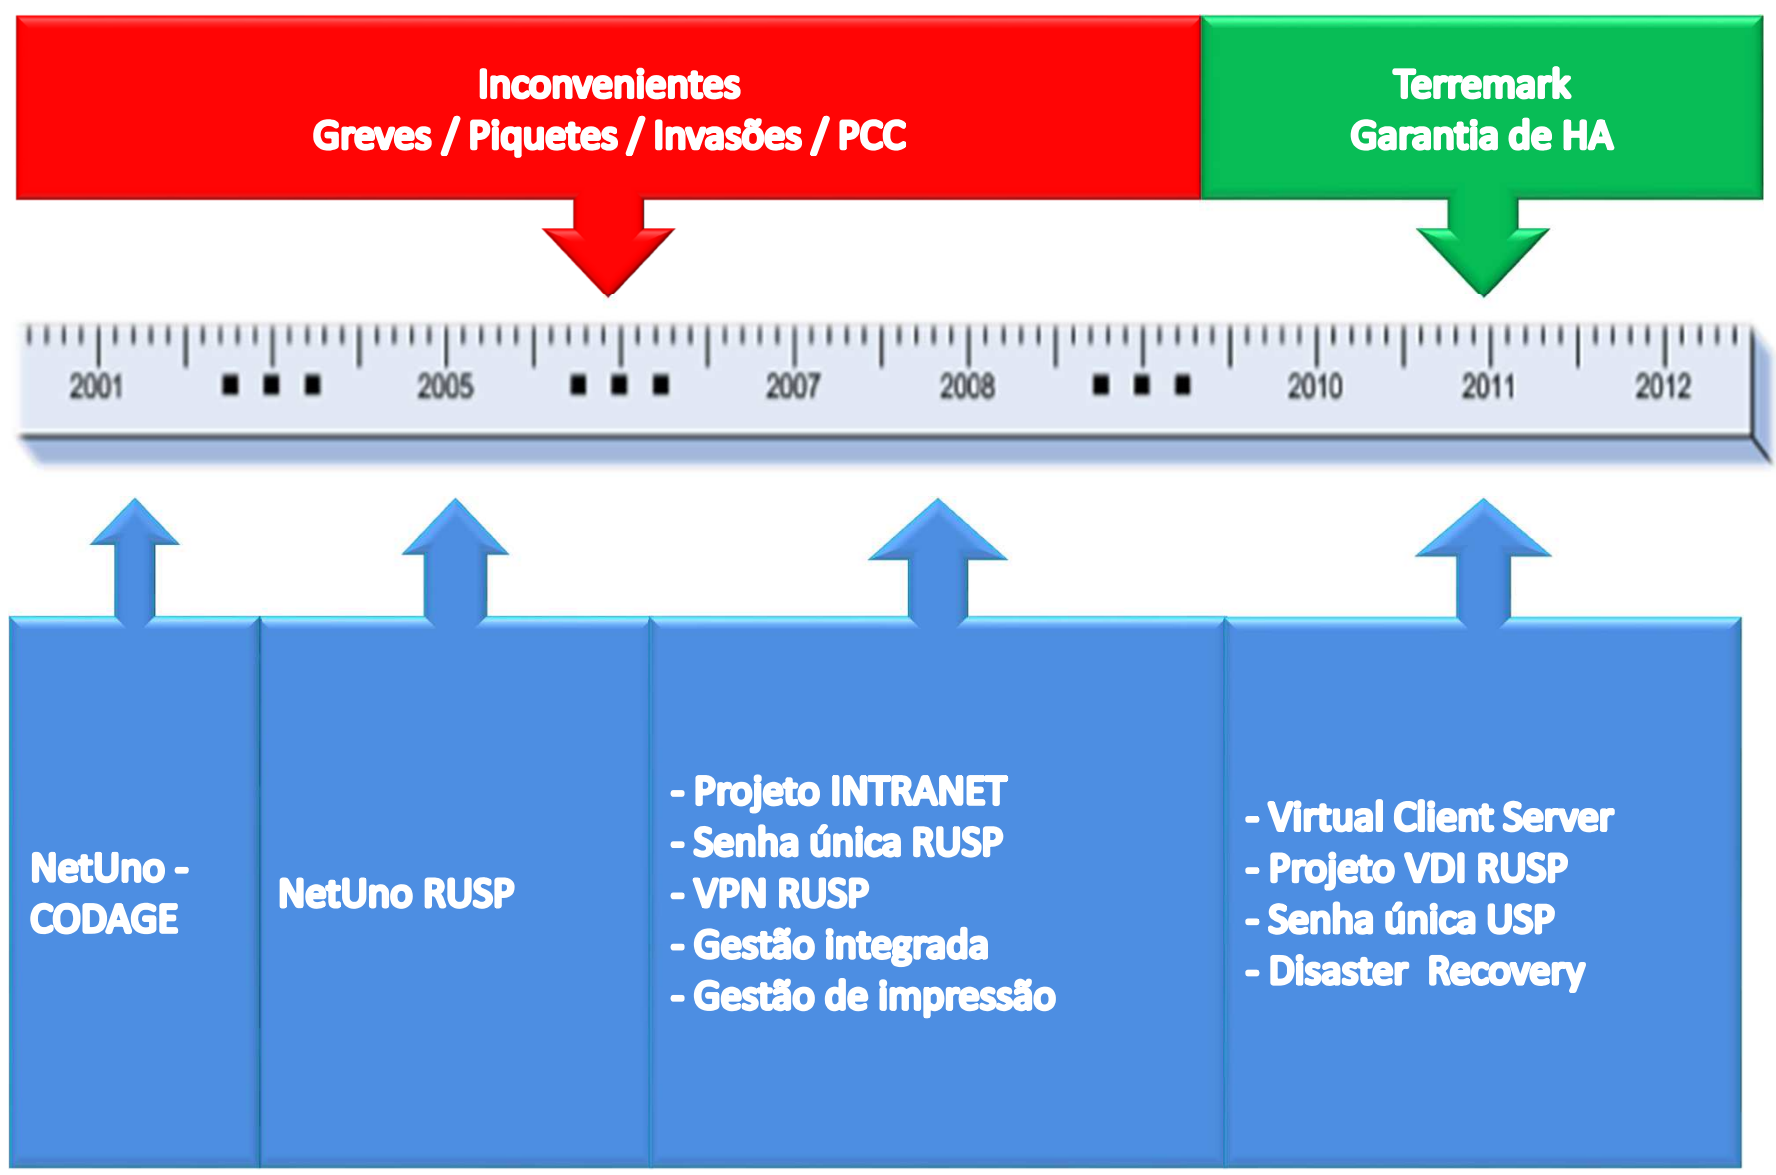 Inconvenientes
Greves / Piquetes / Invasões / PCC
Terremark
Garantia de HA
2001
2005
2007
2008
2010
2011
2012
NetUno -
CODAGE
NetUno RUSP
- Projeto INTRANET
- Senha única RUSP
- VPN RUSP
- Gestão integrada
- Gestão de impressão
- Virtual Client Server
- Projeto VDI RUSP
- Senha única USP
- Disaster  Recovery